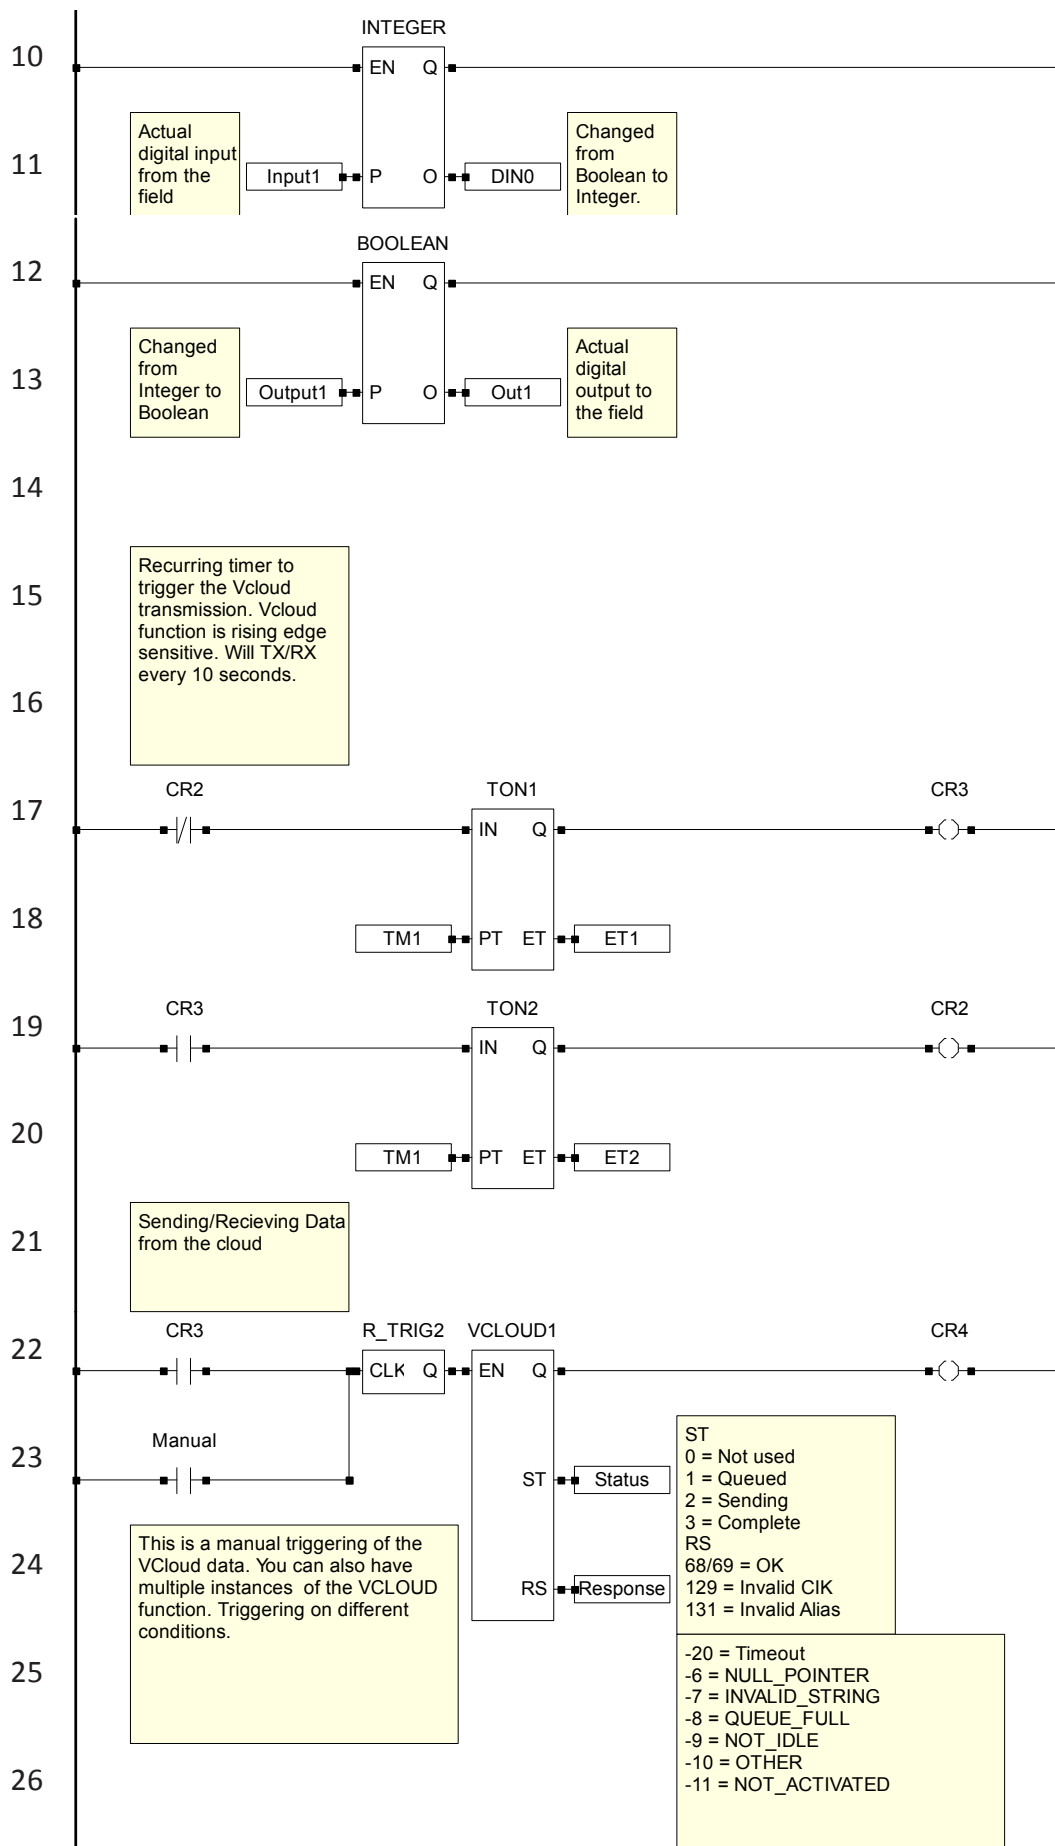 INTEGER
10
EN Q
Actual
digital input
from the
field
Changed
from
Boolean to
Integer.
11
Input1 P O DIN0
BOOLEAN
12
EN Q
Changed
from
Integer to
Boolean
Actual
digital
output to
the field
13
Output1 P O Out1
14
Recurring timer to
trigger the Vcloud
transmission. Vcloud
function is rising edge
sensitive. Will TX/RX
every 10 seconds.
15
16
CR2 TON1 CR3
17
IN Q
18
TM1 PT ET ET1
CR3 TON2 CR2
19
IN Q
20
TM1 PT ET ET2
Sending/Recieving Data
from the cloud
21
CR3 R_TRIG2 VCLOUD1 CR4
22
CLK Q EN Q
Manual
23
ST Status
ST
0 = Not used
1 = Queued
2 = Sending
3 = Complete
RS
68/69 = OK
129 = Invalid CIK
131 = Invalid Alias
This is a manual triggering of the
VCloud data. You can also have
multiple instances of the VCLOUD
function. Triggering on different
conditions.
24
RS Response
25
-20 = Timeout
-6 = NULL_POINTER
-7 = INVALID_STRING
-8 = QUEUE_FULL
-9 = NOT_IDLE
-10 = OTHER
-11 = NOT_ACTIVATED
26